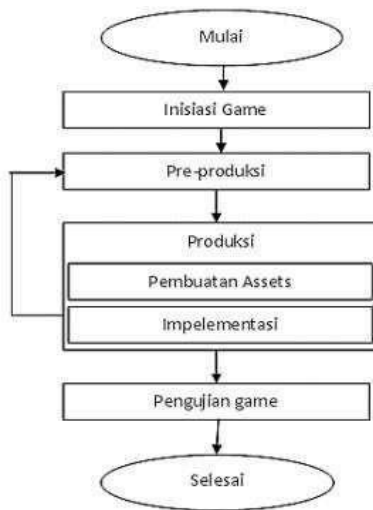 Mulai
Inisiasi Game
Pre-produksi
Produksi
Pembuatan Assets
Impelementasi
Pengujian game
Selesai